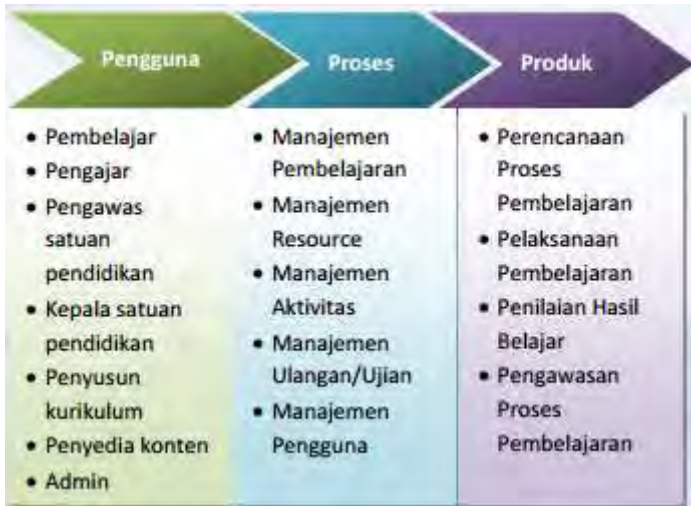 Pengguna
Proses
Produk
• Pembelajar
• Pengajar
• Pengawas
satuan
pendidikan
• Kepala satuan
pendidikan
• Penyusun
kurikulum
• Penyedia konten
• Admin
• Manajemen
Pembelajaran
• Manajemen
Resource
• Manajemen
Aktivitas
• Manajemen
Ulangan/Ujian
• Manajemen
Pengguna
• Perencanaan
Proses
Pembelajaran
• Pelaksanaan
Pembelajaran
• Penilaian Hasil
Belajar
• Pengawasan
Proses
Pembelajaran